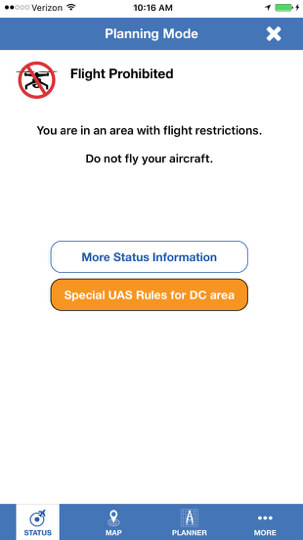 Verizon 10:16 AM
Planning Mode
Flight Prohibited
You are in an area with flight restrictions.
Do not fly your aircraft.
More Status Information
Special UAS Rules for DC area
STATUS MAP PLANNER MORE